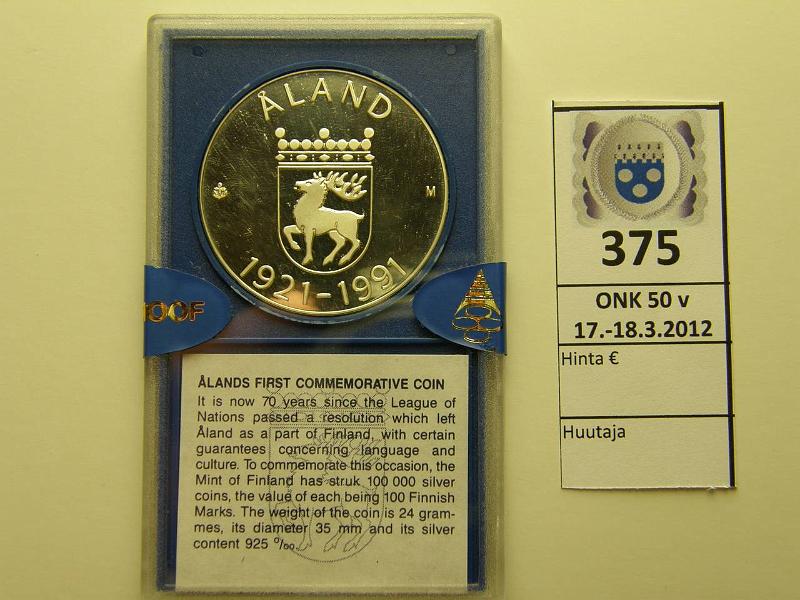 ÅLAND
M
1921-1991
OOF
ÅLANDS FIRST COMMEMORATIVE COIN
It is now 70 years since the League of
Nations passed a resolution which left
Åland as a part of Finland, with certain
guarantees concerning language and
culture. To commemorate this occasion, the
Mint of Finland has struk 100 000 silver
coins, the value of each being 100 Finnish
Marks. The weight of the coin is 24 gram-
mes, its diameter 35 mm and its silver
content 925 º/oo.
375
ONK 50 v
17.-18.3.2012
Hinta €
Huutaja